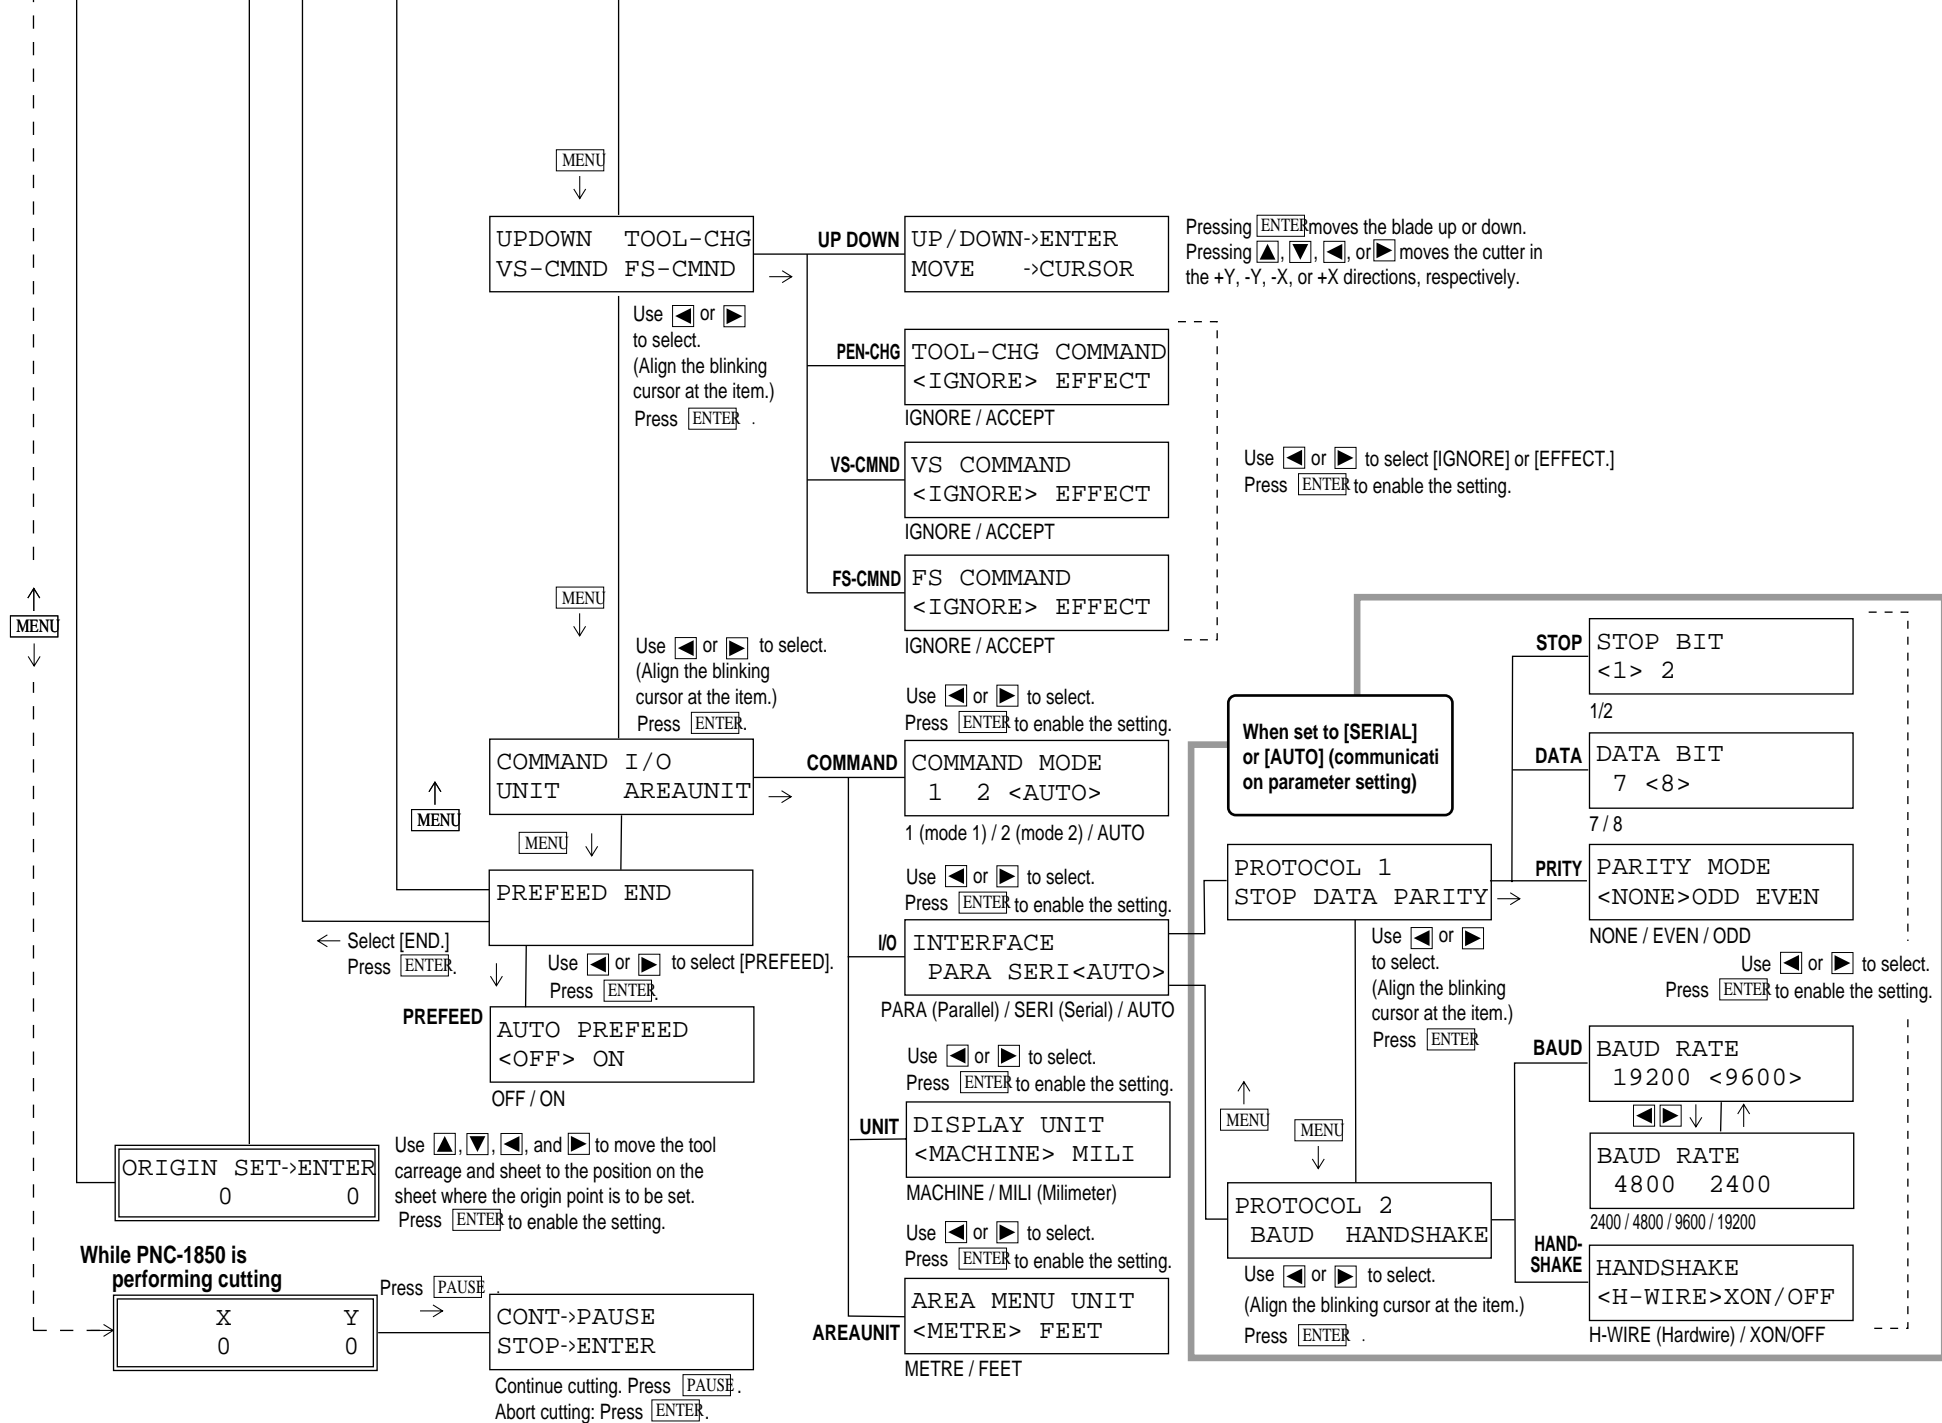 MENU
↓
UPDOWN TOOL-CHG
VS-CMND FS-CMND
→
Use ◀ or ▶
to select.
(Align the blinking
cursor at the item.)
Press ENTER .
UP DOWN
UP/DOWN->ENTER
MOVE ->CURSOR
Pressing ENTER moves the blade up or down.
Pressing ▲, ▼, ◀, or ▶ moves the cutter in
the +Y, -Y, -X, or +X directions, respectively.
PEN-CHG
TOOL-CHG COMMAND
<IGNORE> EFFECT
IGNORE / ACCEPT
VS-CMND
VS COMMAND
<IGNORE> EFFECT
IGNORE / ACCEPT
FS-CMND
FS COMMAND
<IGNORE> EFFECT
IGNORE / ACCEPT
Use ◀ or ▶ to select [IGNORE] or [EFFECT.]
Press ENTER to enable the setting.
↑
MENU
↓
MENU
↓
Use ◀ or ▶ to select.
(Align the blinking
cursor at the item.)
Press ENTER.
COMMAND I/O
UNIT AREAUNIT
→
↑
MENU
MENU ↓
PREFEED END
← Select [END.]
Press ENTER.
↓
Use ◀ or ▶ to select [PREFEED].
Press ENTER.
PREFEED
AUTO PREFEED
<OFF> ON
OFF / ON
Use ◀ or ▶ to select.
Press ENTER to enable the setting.
COMMAND
COMMAND MODE
1 2 <AUTO>
1 (mode 1) / 2 (mode 2) / AUTO
Use ◀ or ▶ to select.
Press ENTER to enable the setting.
I/O
INTERFACE
PARA SERI<AUTO>
PARA (Parallel) / SERI (Serial) / AUTO
Use ◀ or ▶ to select.
Press ENTER to enable the setting.
UNIT
DISPLAY UNIT
<MACHINE> MILI
MACHINE / MILI (Milimeter)
Use ◀ or ▶ to select.
Press ENTER to enable the setting.
AREAUNIT
AREA MENU UNIT
<METRE> FEET
METRE / FEET
When set to [SERIAL]
or [AUTO] (communicati
on parameter setting)
PROTOCOL 1
STOP DATA PARITY
→
Use ◀ or ▶
to select.
(Align the blinking
cursor at the item.)
Press ENTER
STOP
STOP BIT
<1> 2
1/2
DATA
DATA BIT
7 <8>
7 / 8
PRITY
PARITY MODE
<NONE>ODD EVEN
NONE / EVEN / ODD
Use ◀ or ▶ to select.
Press ENTER to enable the setting.
↑
MENU
MENU
↓
PROTOCOL 2
BAUD HANDSHAKE
Use ◀ or ▶ to select.
(Align the blinking cursor at the item.)
Press ENTER .
BAUD
BAUD RATE
19200 <9600>
◀▶ ↓ ↑
BAUD RATE
4800 2400
2400 / 4800 / 9600 / 19200
HAND-
SHAKE
HANDSHAKE
<H-WIRE>XON/OFF
H-WIRE (Hardwire) / XON/OFF
ORIGIN SET->ENTER
0 0
Use ▲, ▼, ◀, and ▶ to move the tool
carreage and sheet to the position on the
sheet where the origin point is to be set.
Press ENTER to enable the setting.
While PNC-1850 is
performing cutting
X Y
0 0
Press PAUSE .
→
CONT->PAUSE
STOP->ENTER
Continue cutting. Press PAUSE .
Abort cutting: Press ENTER.